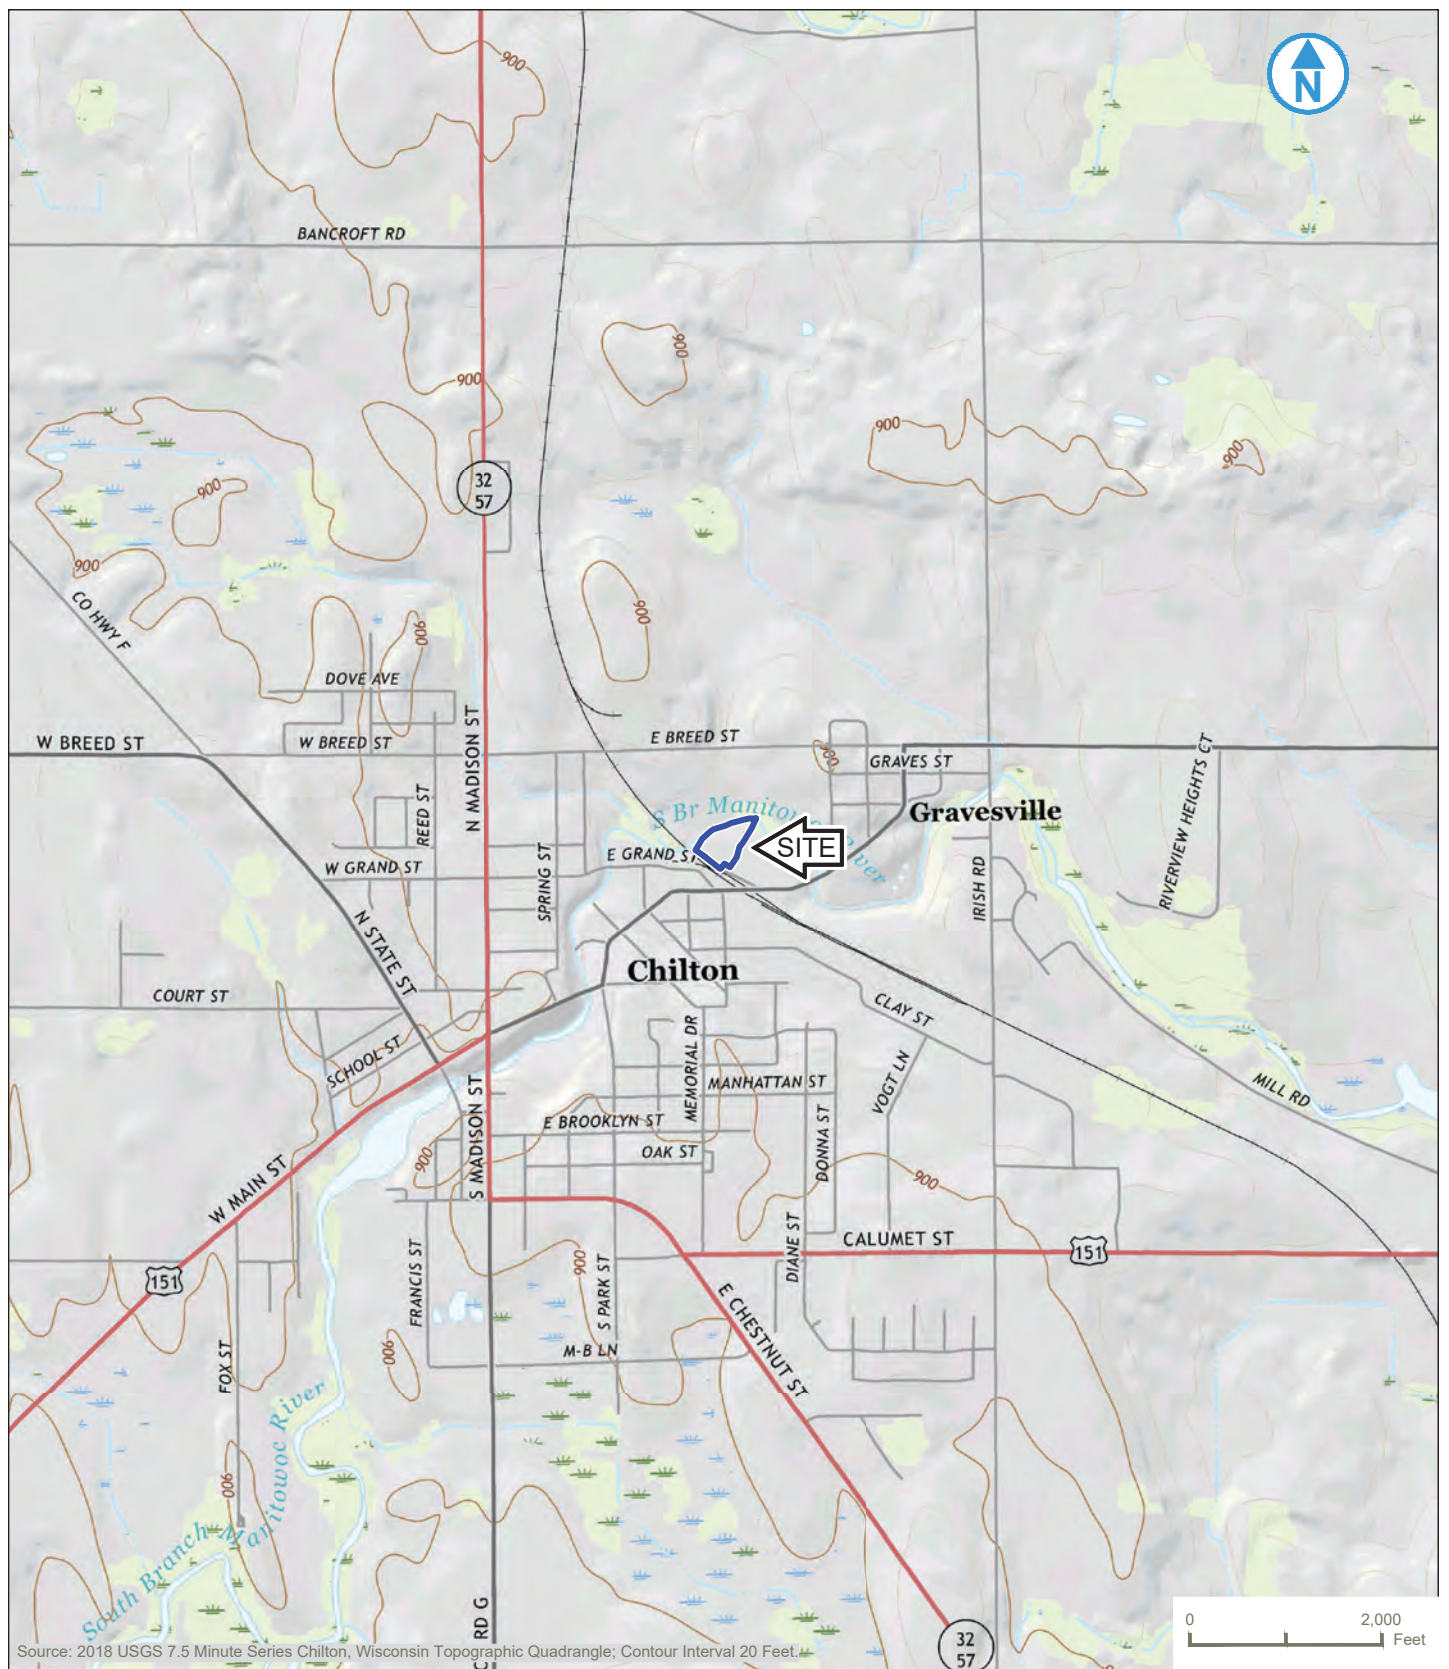 900
N
BANCROFT RD
900
900
900
900
32
57
900
900
900
CO HWY F
900
DOVE AVE
W BREED ST
W BREED ST
N MADISON ST
E BREED ST
900
GRAVES ST
RIVERVIEW HEIGHTS CT
REED ST
S Br Manitowoc River
Gravesville
SITE
E GRAND ST
W GRAND ST
SPRING ST
IRISH RD
N STATE ST
Chilton
COURT ST
CLAY ST
SCHOOL ST
MEMORIAL DR
MANHATTAN ST
VOGT LN
MILL RD
S MADISON ST
E BROOKLYN ST
DONNA ST
OAK ST
900
900
W MAIN ST
DIANE ST
CALUMET ST
151
151
900
FRANCIS ST
S PARK ST
E CHESTNUT ST
FOX ST
900
M-B LN
900
South Branch Manitowoc River
RD G
32
57
0 2,000
Feet
Source: 2018 USGS 7.5 Minute Series Chilton, Wisconsin Topographic Quadrangle; Contour Interval 20 Feet.